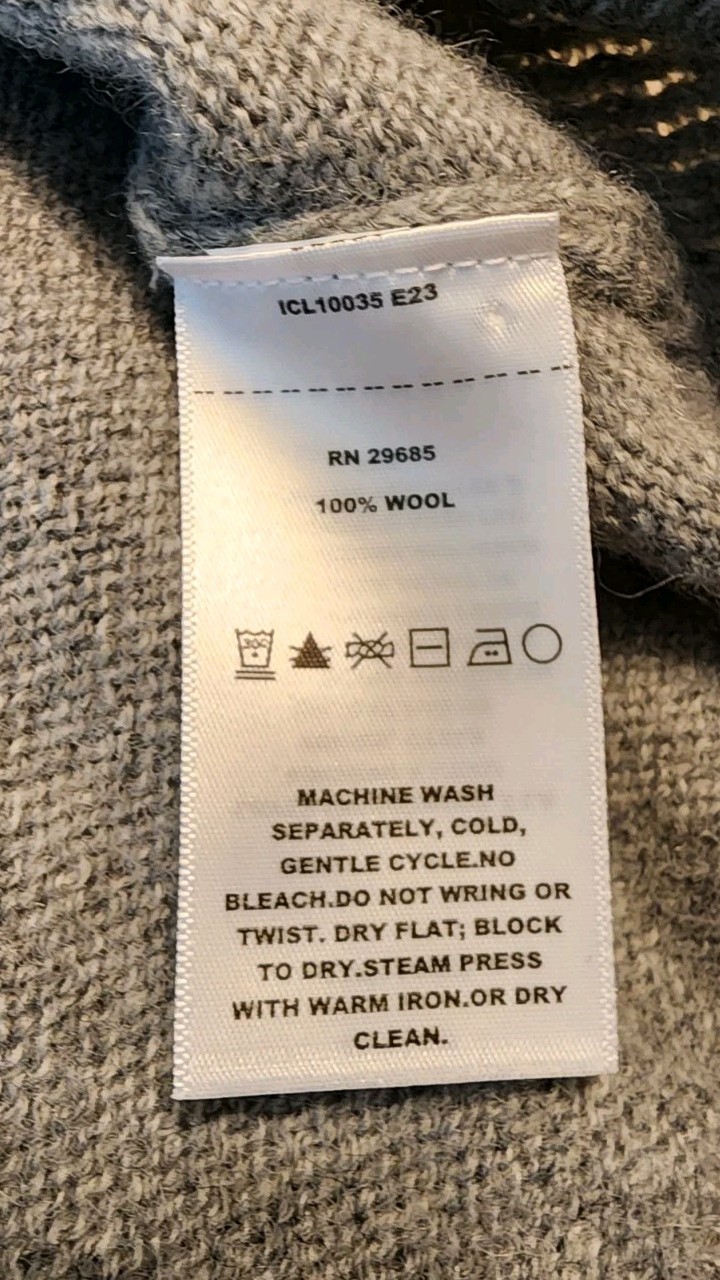 ICL10035 E23
RN 29685
100% WOOL
MACHINE WASH
SEPARATELY, COLD,
GENTLE CYCLE.NO
BLEACH.DO NOT WRING OR
TWIST. DRY FLAT; BLOCK
TO DRY.STEAM PRESS
WITH WARM IRON.OR DRY
CLEAN.